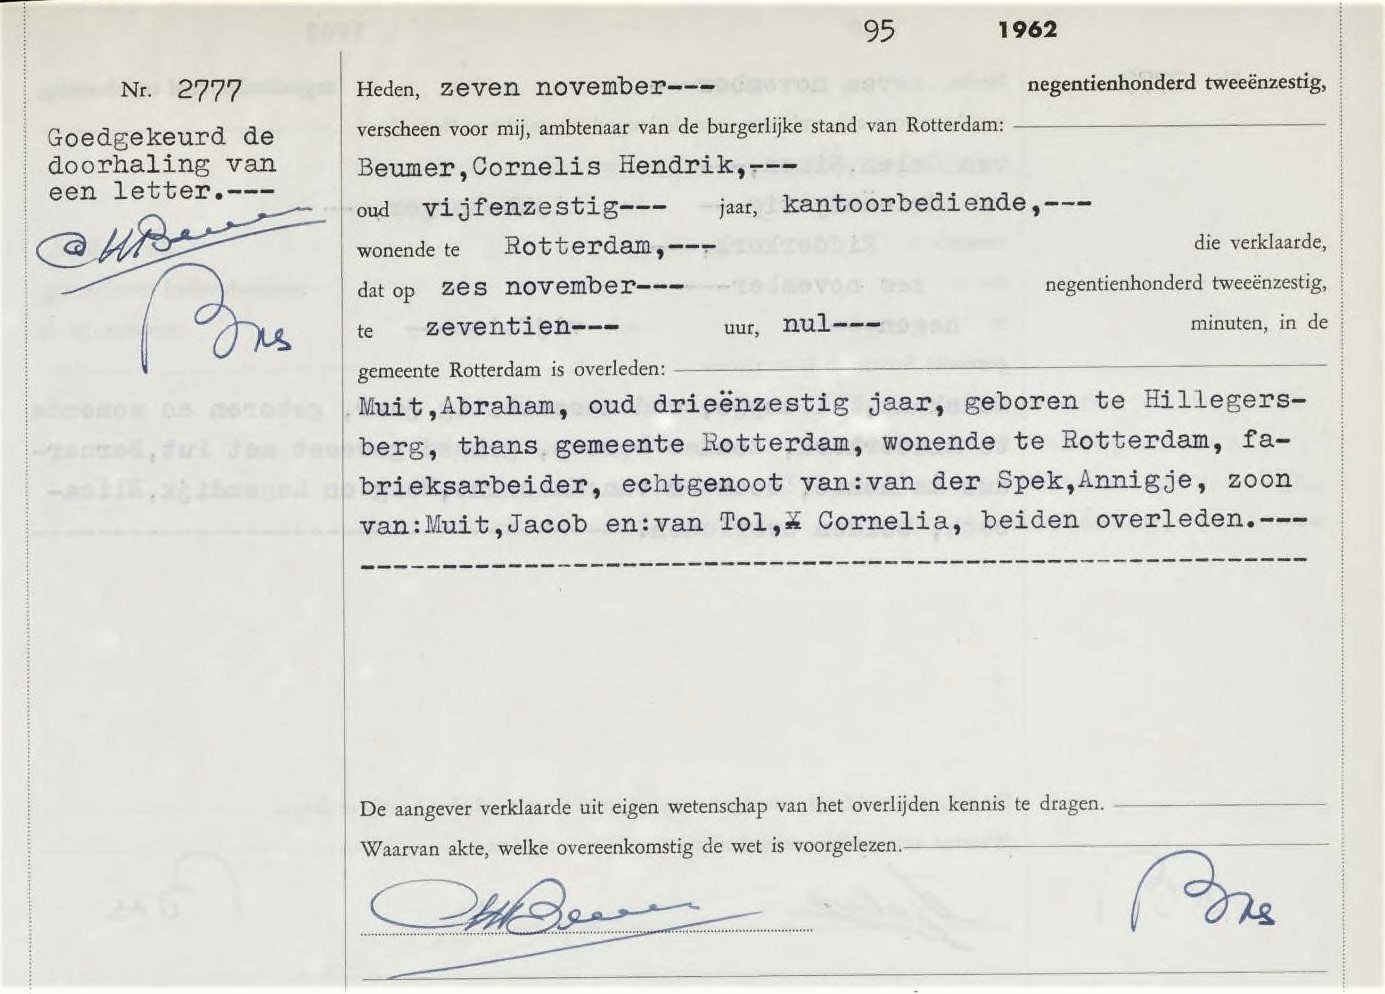 95 1962
Nr. 2777
Goedgekeurd de
doorhaling van
een letter.---
Heden, zeven november--- negentienhonderd tweeënzestig,
verscheen voor mij, ambtenaar van de burgerlijke stand van Rotterdam:
Beumer,Cornelis Hendrik,---
oud vijfenzestig--- jaar, kantoorbediende,---
wonende te Rotterdam,--- die verklaarde,
dat op zes november--- negentienhonderd tweeënzestig,
te zeventien--- uur, nul--- minuten, in de
gemeente Rotterdam is overleden:
Muit,Abraham, oud drieënzestig jaar, geboren te Hillegers-
berg, thans gemeente Rotterdam, wonende te Rotterdam, fa-
brieksarbeider, echtgenoot van:van der Spek,Annigje, zoon
van:Muit,Jacob en:van Tol, Cornelia, beiden overleden.---
De aangever verklaarde uit eigen wetenschap van het overlijden kennis te dragen.
Waarvan akte, welke overeenkomstig de wet is voorgelezen.